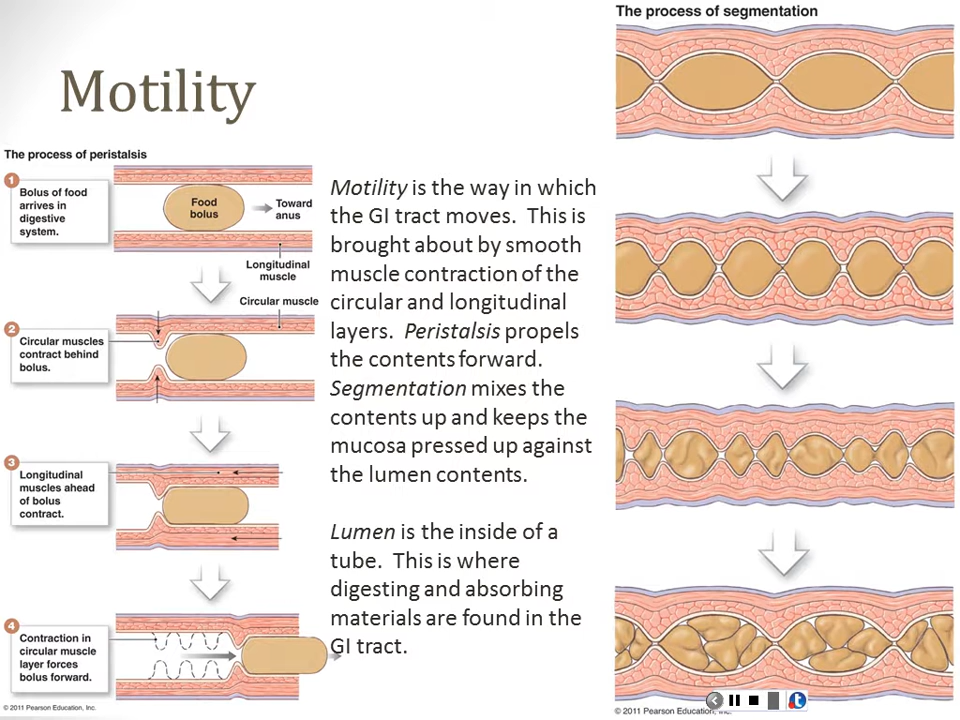 Motility
The process of peristalsis
1
Bolus of food
arrives in
digestive
system.
Food
bolus
Toward
anus
Longitudinal
muscle
Circular muscle
2
Circular muscles
contract behind
bolus.
3
Longitudinal
muscles ahead
of bolus
contract.
4
Contraction in
circular muscle
layer forces
bolus forward.
© 2011 Pearson Education, Inc.
Motility is the way in which
the GI tract moves. This is
brought about by smooth
muscle contraction of the
circular and longitudinal
layers. Peristalsis propels
the contents forward.
Segmentation mixes the
contents up and keeps the
mucosa pressed up against
the lumen contents.
Lumen is the inside of a
tube. This is where
digesting and absorbing
materials are found in the
GI tract.
The process of segmentation
© 2011 Pearson Education, Inc.
t